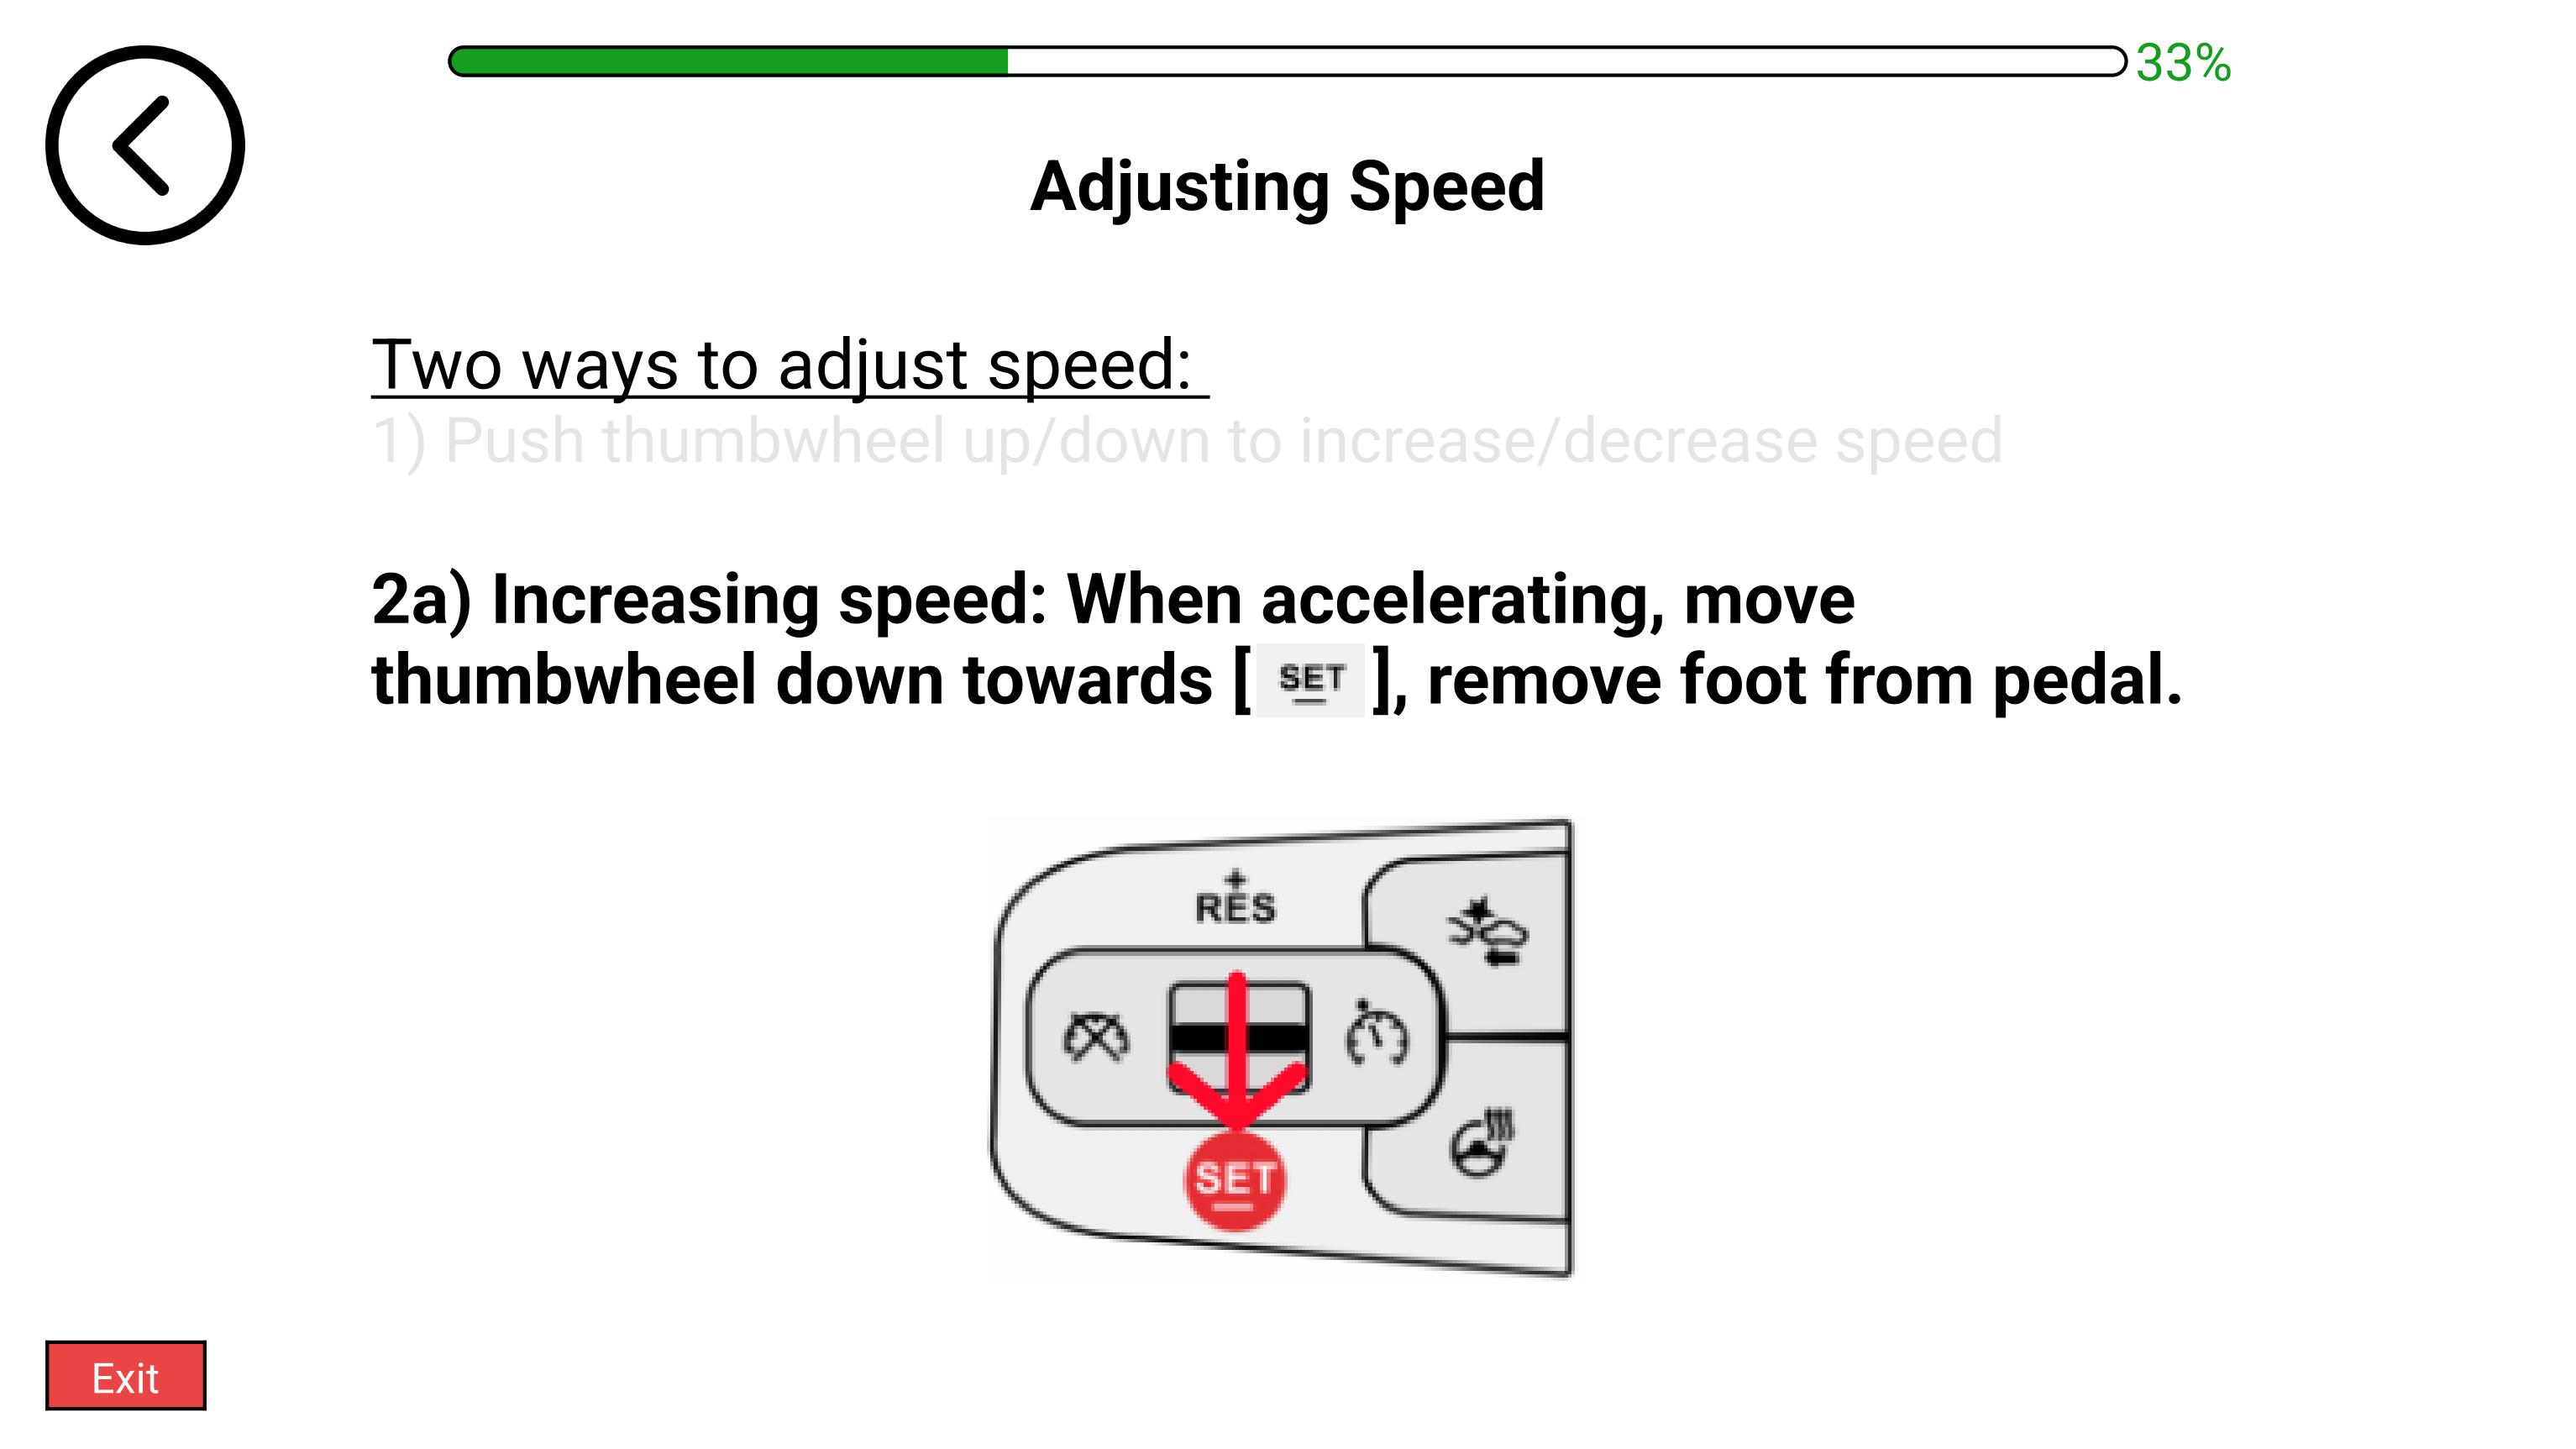 33%
Adjusting Speed
Two ways to adjust speed:
1) Push thumbwheel up/down to increase/decrease speed
2a) Increasing speed: When accelerating, move
thumbwheel down towards [ SET ], remove foot from pedal.
+
RES
SET
Exit